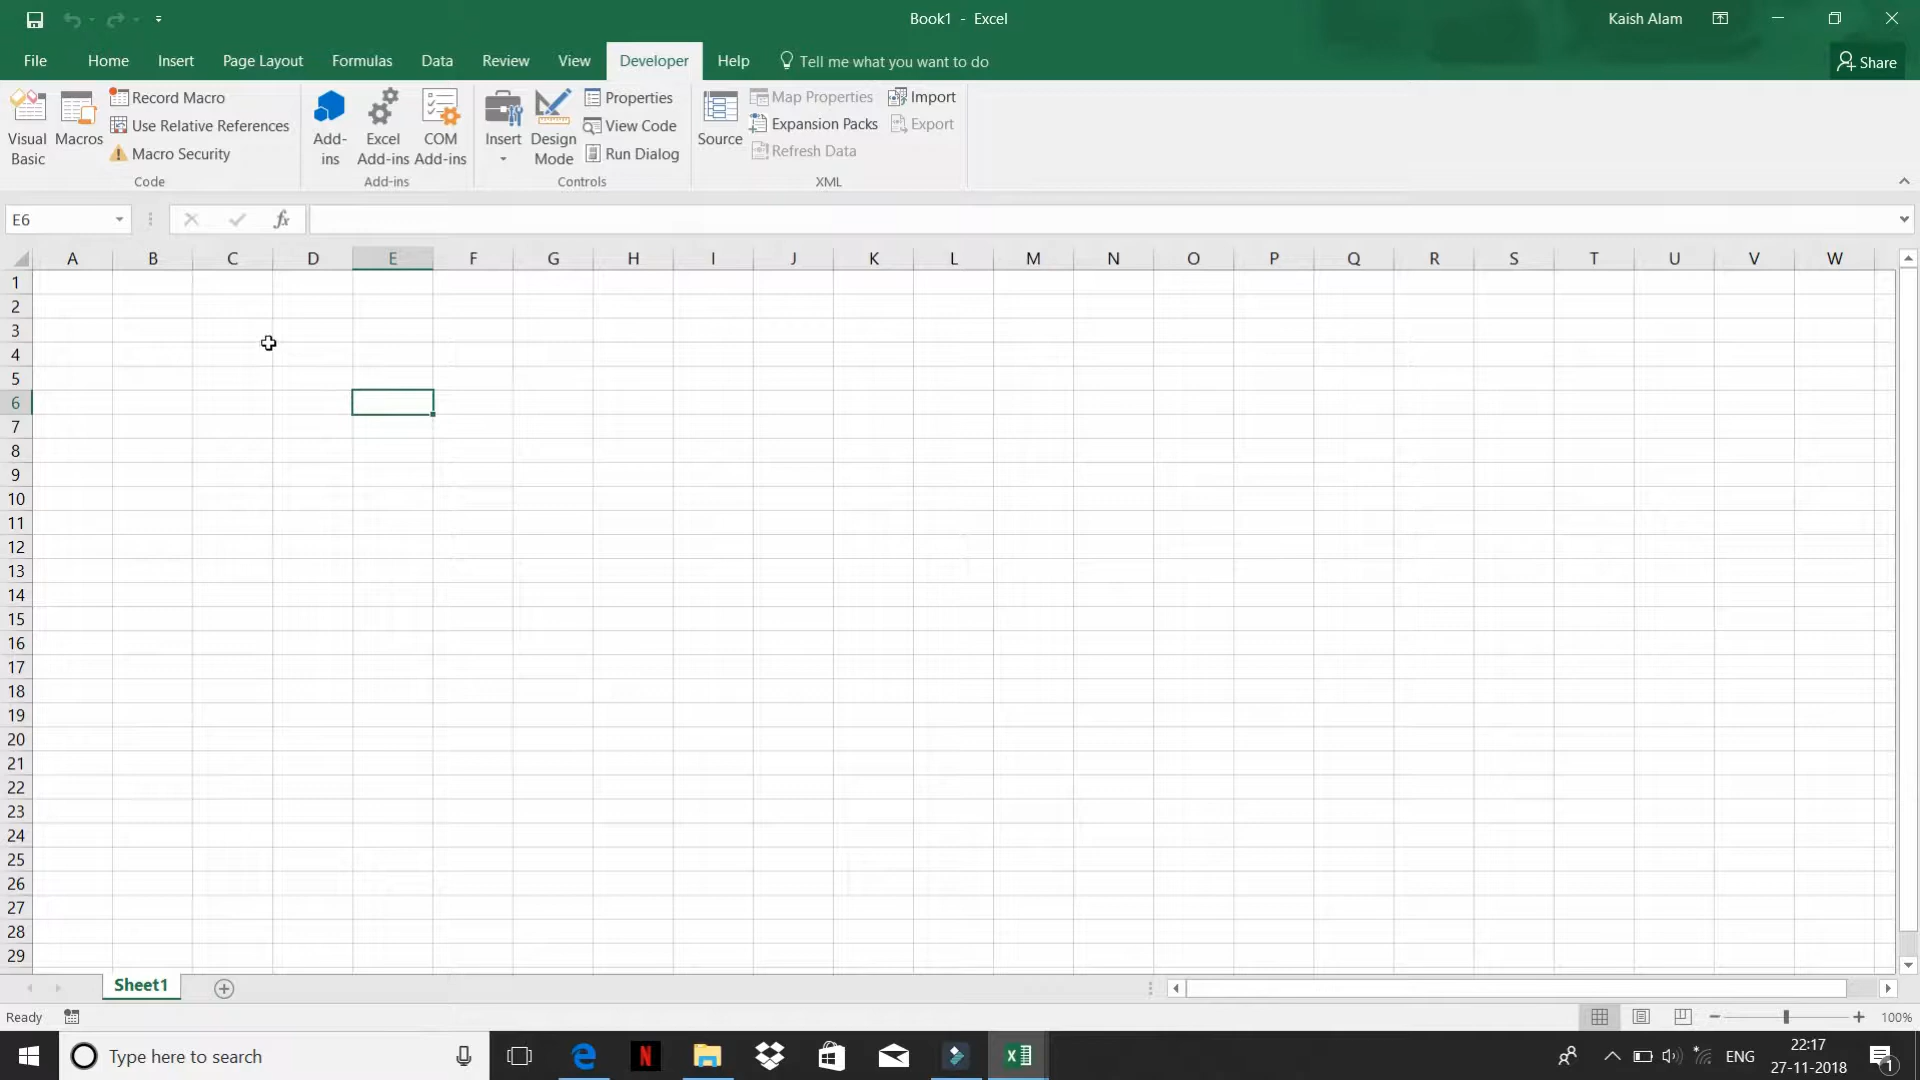 Book1 - Excel
Kaish Alam
File Home Insert Page Layout Formulas Data Review View Developer Help Tell me what you want to do Share
Visual Basic
Macros
Record Macro
Use Relative References
Macro Security
Code
Add-ins
Excel Add-ins
COM Add-ins
Add-ins
Insert
Design Mode
Properties
View Code
Run Dialog
Controls
Source
Map Properties
Expansion Packs
Refresh Data
Import
Export
XML
E6
fx
A B C D E F G H I J K L M N O P Q R S T U V W
1
2
3
4
5
6
7
8
9
10
11
12
13
14
15
16
17
18
19
20
21
22
23
24
25
26
27
28
29
Sheet1
Ready
100%
Type here to search
N
ENG
22:17
27-11-2018
1